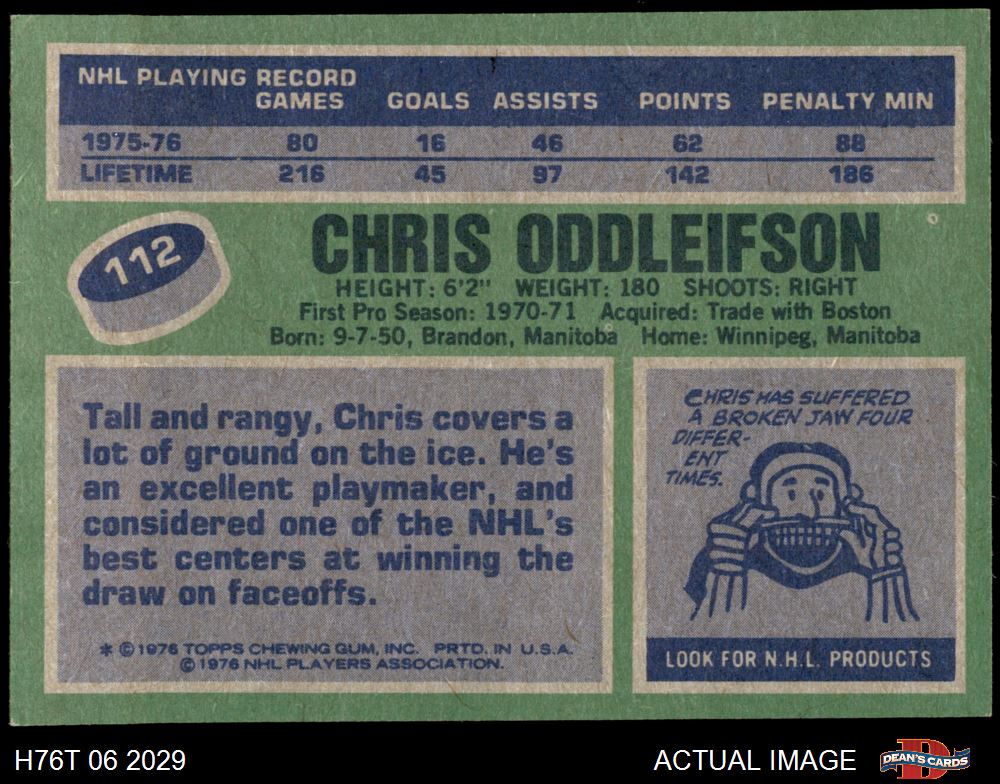 NHL PLAYING RECORD
GAMES GOALS ASSISTS POINTS PENALTY MIN
1975-76 80 16 46 62 88
LIFETIME 216 45 97 142 186
112
CHRIS ODDLEIFSON
HEIGHT: 6'2" WEIGHT: 180 SHOOTS: RIGHT
First Pro Season: 1970-71 Acquired: Trade with Boston
Born: 9-7-50, Brandon, Manitoba Home: Winnipeg, Manitoba
Tall and rangy, Chris covers a
lot of ground on the ice. He's
an excellent playmaker, and
considered one of the NHL's
best centers at winning the
draw on faceoffs.
* © 1976 TOPPS CHEWING GUM, INC. PRTD. IN U.S.A.
© 1976 NHL PLAYERS ASSOCIATION.
CHRIS HAS SUFFERED
A BROKEN JAW FOUR
DIFFER-
ENT
TIMES.
LOOK FOR N.H.L. PRODUCTS
H76T 06 2029
ACTUAL IMAGE
D
DEAN'S CARDS